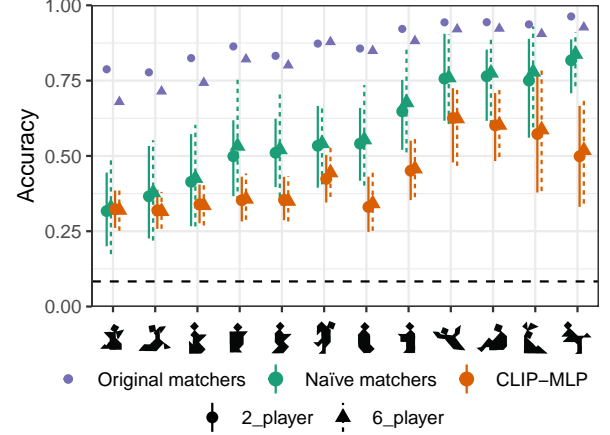 1.00
0.75
0.50
0.25
0.00
Accuracy
Original matchers Naïve matchers CLIP−MLP
2_player 6_player